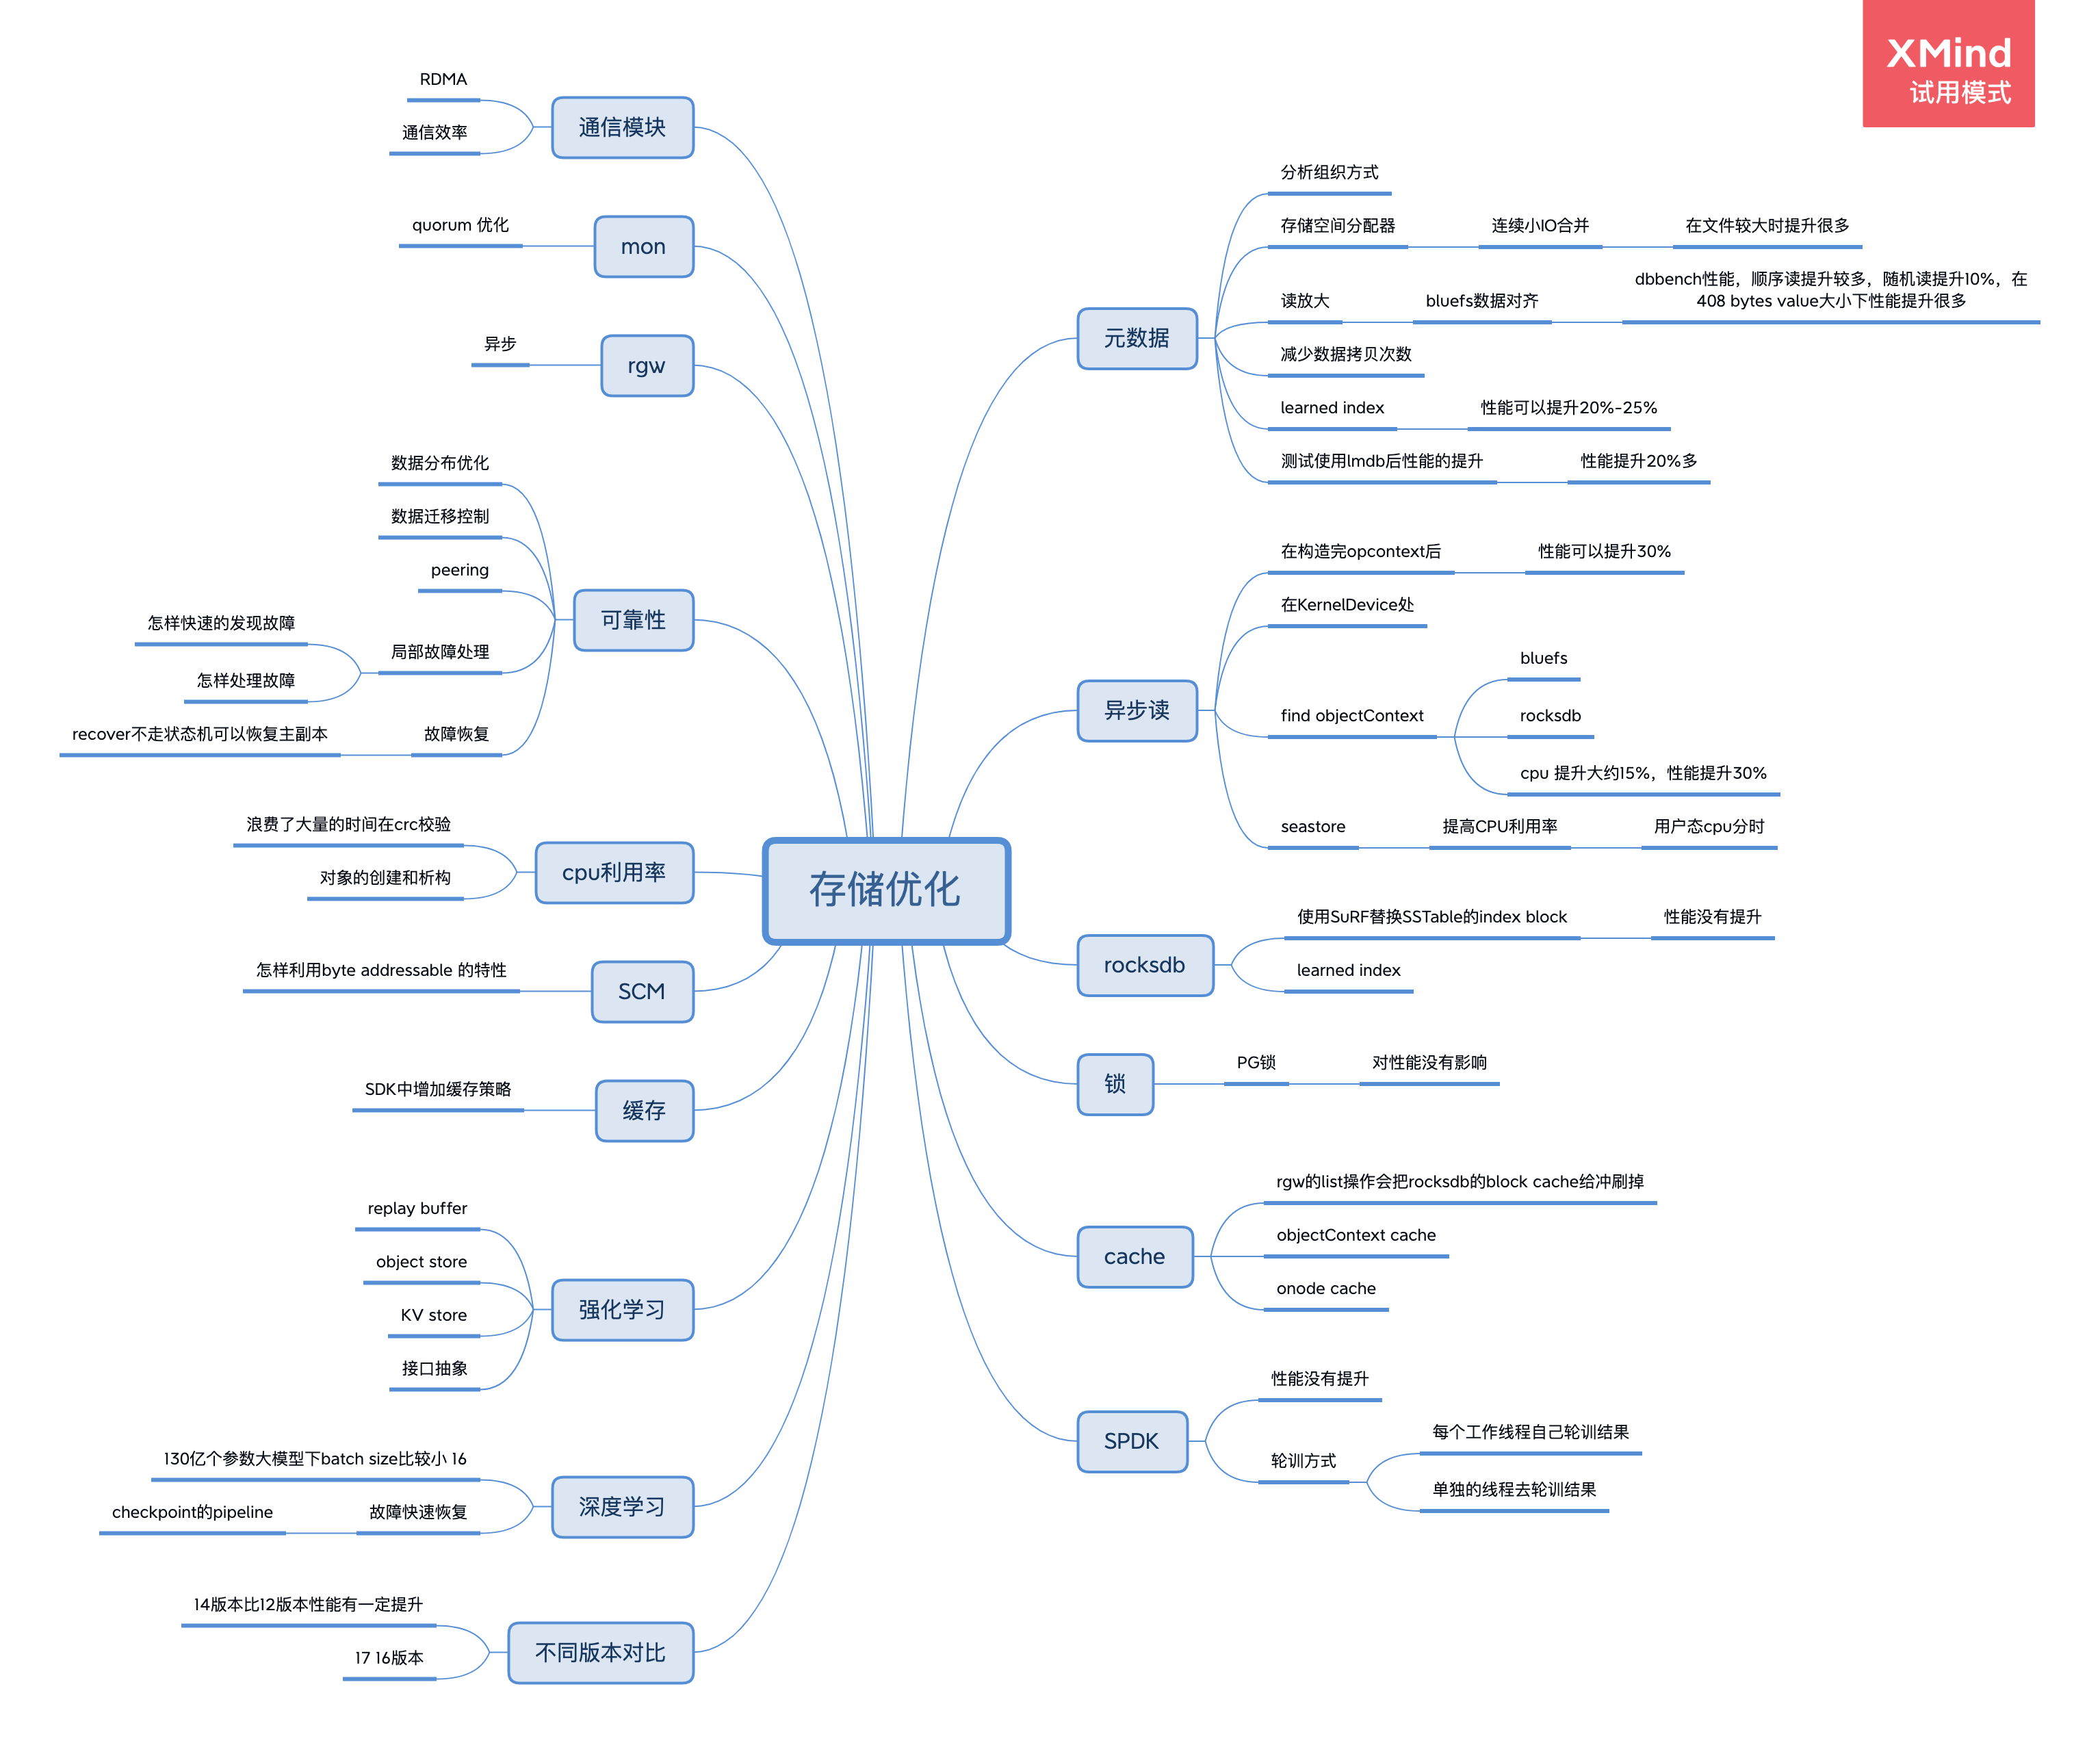 XMind
试用模式
存储优化
元数据
分析组织方式
存储空间分配器
连续小IO合并
在文件较大时提升很多
读放大
bluefs数据对齐
dbbench性能，顺序读提升较多，随机读提升10%，在
408 bytes value大小下性能提升很多
减少数据拷贝次数
learned index
性能可以提升20%-25%
测试使用lmdb后性能的提升
性能提升20%多
异步读
在构造完opcontext后
性能可以提升30%
在KernelDevice处
find objectContext
bluefs
rocksdb
cpu 提升大约15%，性能提升30%
seastore
提高CPU利用率
用户态cpu分时
rocksdb
使用SuRF替换SSTable的index block
性能没有提升
learned index
锁
PG锁
对性能没有影响
cache
rgw的list操作会把rocksdb的block cache给冲刷掉
objectContext cache
onode cache
SPDK
性能没有提升
轮训方式
每个工作线程自己轮训结果
单独的线程去轮训结果
通信模块
RDMA
通信效率
mon
quorum 优化
rgw
异步
可靠性
数据分布优化
数据迁移控制
peering
局部故障处理
怎样快速的发现故障
怎样处理故障
故障恢复
recover不走状态机可以恢复主副本
cpu利用率
浪费了大量的时间在crc校验
对象的创建和析构
SCM
怎样利用byte addressable 的特性
缓存
SDK中增加缓存策略
强化学习
replay buffer
object store
KV store
接口抽象
深度学习
130亿个参数大模型下batch size比较小 16
故障快速恢复
checkpoint的pipeline
不同版本对比
14版本比12版本性能有一定提升
17 16版本